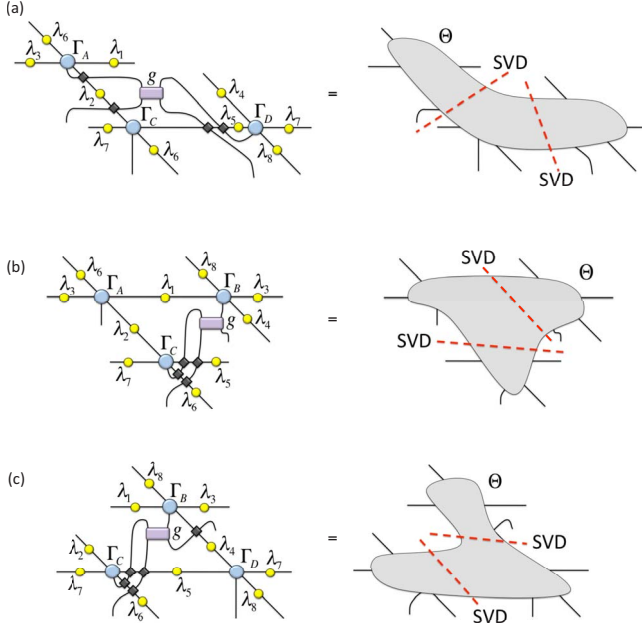 (a)
λ6
ΓA
λ3
λ1
g
λ2
λ4
ΓC
λ5
ΓD
λ7
λ7
λ6
λ8
=
Θ
SVD
SVD
(b)
λ6
λ8
λ3
ΓA
λ1
ΓB
λ3
λ2
g
λ4
ΓC
λ7
λ5
λ6
=
SVD
Θ
SVD
(c)
λ8
λ1
ΓB
λ3
g
λ2
ΓC
λ4
ΓD
λ7
λ7
λ5
λ6
λ8
=
Θ
SVD
SVD